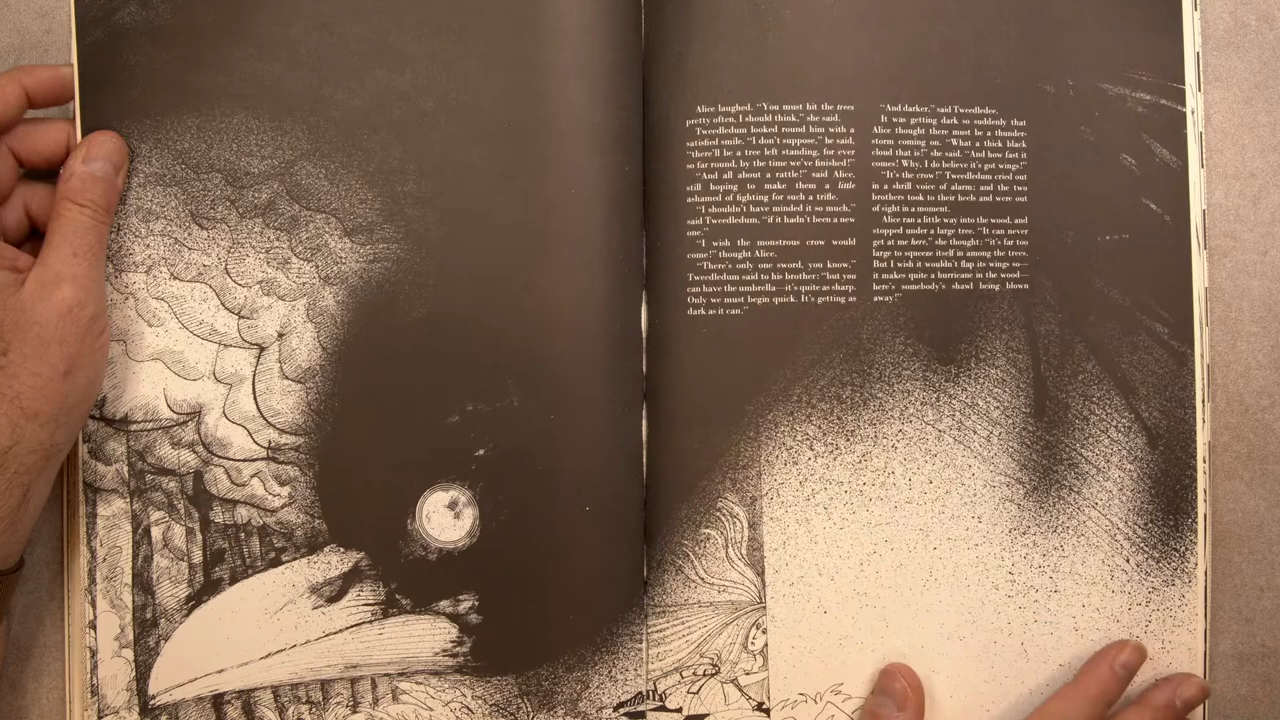 Alice laughed. “You must hit the trees
pretty often, I should think,” she said.
Tweedledum looked round him with a
satisfied smile. “I don’t suppose,” he said,
“there’ll be a tree left standing, for ever
so far round, by the time we’ve finished!”
“And all about a rattle!” said Alice,
still hoping to make them a little
ashamed of fighting for such a trifle.
“I shouldn’t have minded it so much,”
said Tweedledum, “if it hadn’t been a new
one.”
“I wish the monstrous crow would
come!” thought Alice.
“There’s only one sword, you know,”
Tweedledum said to his brother: “but you
can have the umbrella—it’s quite as sharp.
Only we must begin quick. It’s getting as
dark as it can.”
“And darker,” said Tweedledee.
It was getting dark so suddenly that
Alice thought there must be a thunder-
storm coming on. “What a thick black
cloud that is!” she said. “And how fast it
comes! Why, I do believe it’s got wings!”
“It’s the crow!” Tweedledum cried out
in a shrill voice of alarm; and the two
brothers took to their heels and were out
of sight in a moment.
Alice ran a little way into the wood, and
stopped under a large tree. “It can never
get at me here,” she thought: “it’s far too
large to squeeze itself in among the trees.
But I wish it wouldn’t flap its wings so—
it makes quite a hurricane in the wood—
here’s somebody’s shawl being blown
away!”